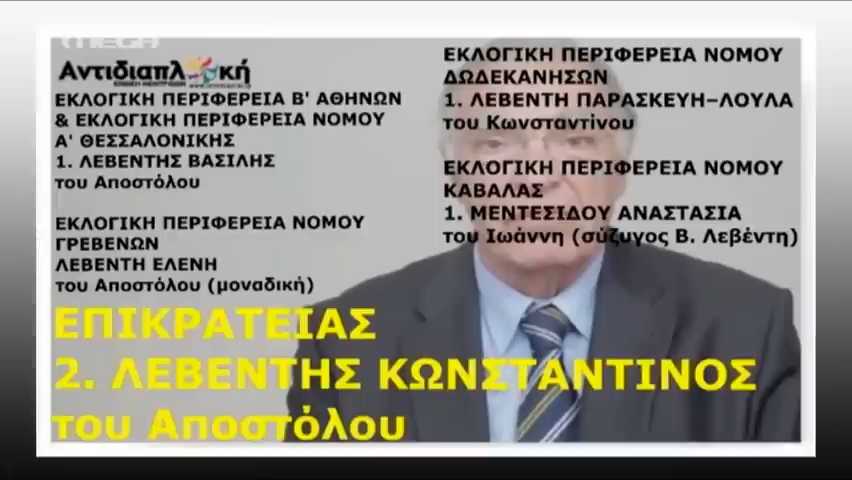 MEGA
Αντιδιαπλοκή
ΕΚΛΟΓΙΚΗ ΠΕΡΙΦΕΡΕΙΑ Β' ΑΘΗΝΩΝ
& ΕΚΛΟΓΙΚΗ ΠΕΡΙΦΕΡΕΙΑ ΝΟΜΟΥ
Α' ΘΕΣΣΑΛΟΝΙΚΗΣ
1. ΛΕΒΕΝΤΗΣ ΒΑΣΙΛΗΣ
του Αποστόλου
ΕΚΛΟΓΙΚΗ ΠΕΡΙΦΕΡΕΙΑ ΝΟΜΟΥ
ΓΡΕΒΕΝΩΝ
ΛΕΒΕΝΤΗ ΕΛΕΝΗ
του Αποστόλου (μοναδική)
ΕΚΛΟΓΙΚΗ ΠΕΡΙΦΕΡΕΙΑ ΝΟΜΟΥ
ΔΩΔΕΚΑΝΗΣΩΝ
1. ΛΕΒΕΝΤΗ ΠΑΡΑΣΚΕΥΗ–ΛΟΥΛΑ
του Κωνσταντίνου
ΕΚΛΟΓΙΚΗ ΠΕΡΙΦΕΡΕΙΑ ΝΟΜΟΥ
ΚΑΒΑΛΑΣ
1. ΜΕΝΤΕΣΙΔΟΥ ΑΝΑΣΤΑΣΙΑ
του Ιωάννη (σύζυγος Β. Λεβέντη)
ΕΠΙΚΡΑΤΕΙΑΣ
2. ΛΕΒΕΝΤΗΣ ΚΩΝΣΤΑΝΤΙΝΟΣ
του Αποστόλου